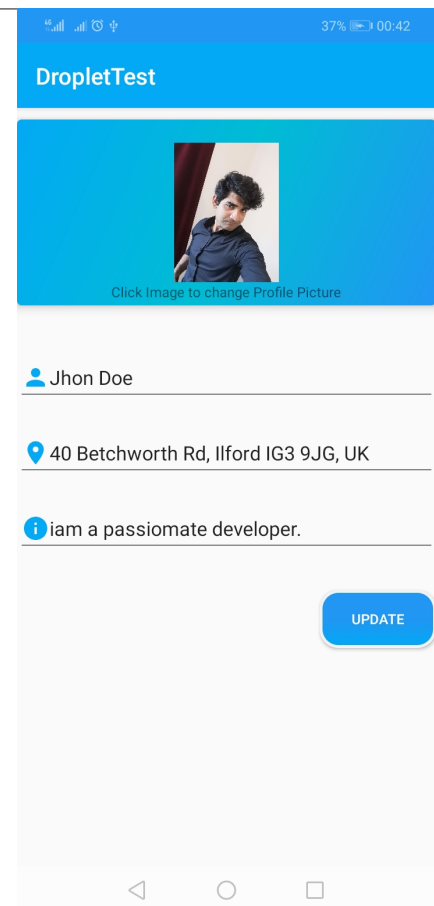 46
37% 00:42
DropletTest
Click Image to change Profile Picture
Jhon Doe
40 Betchworth Rd, Ilford IG3 9JG, UK
iam a passiomate developer.
UPDATE